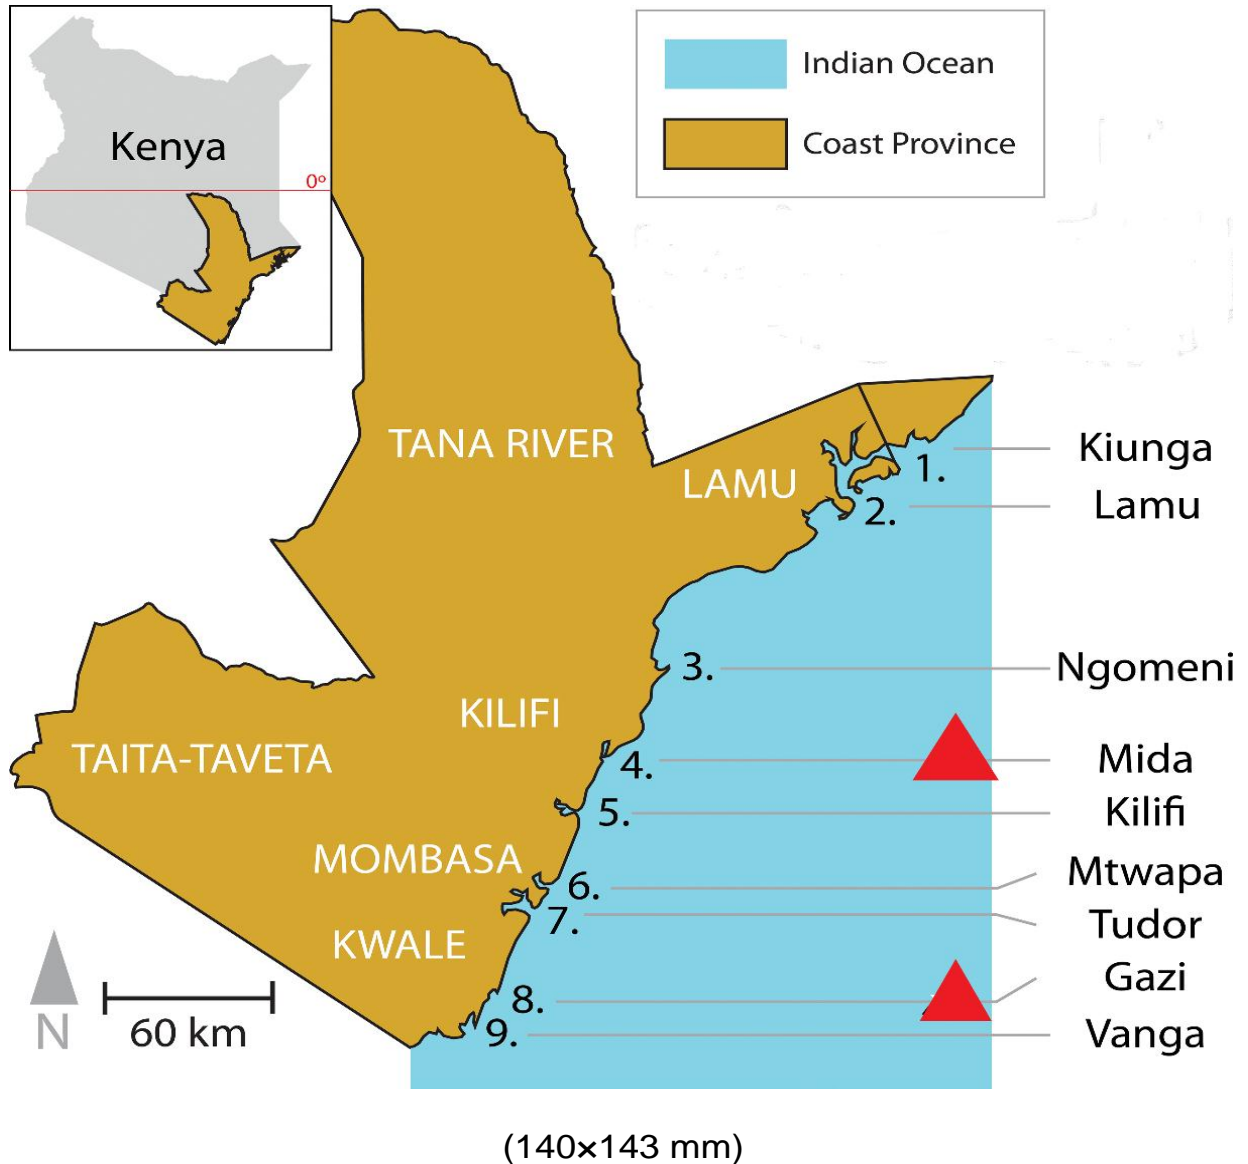 Kenya
0º
Indian Ocean
Coast Province
TANA RIVER
LAMU
KILIFI
TAITA-TAVETA
MOMBASA
KWALE
1.
Kiunga
2.
Lamu
3.
Ngomeni
4.
Mida
5.
Kilifi
6.
Mtwapa
7.
Tudor
8.
Gazi
9.
Vanga
N
60 km
(140×143 mm)